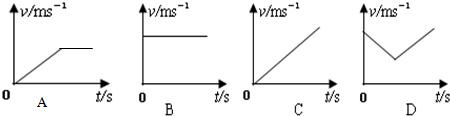 v/ms⁻¹ v/ms⁻¹ v/ms⁻¹ v/ms⁻¹
0 t/s 0 t/s 0 t/s 0 t/s
A B C D